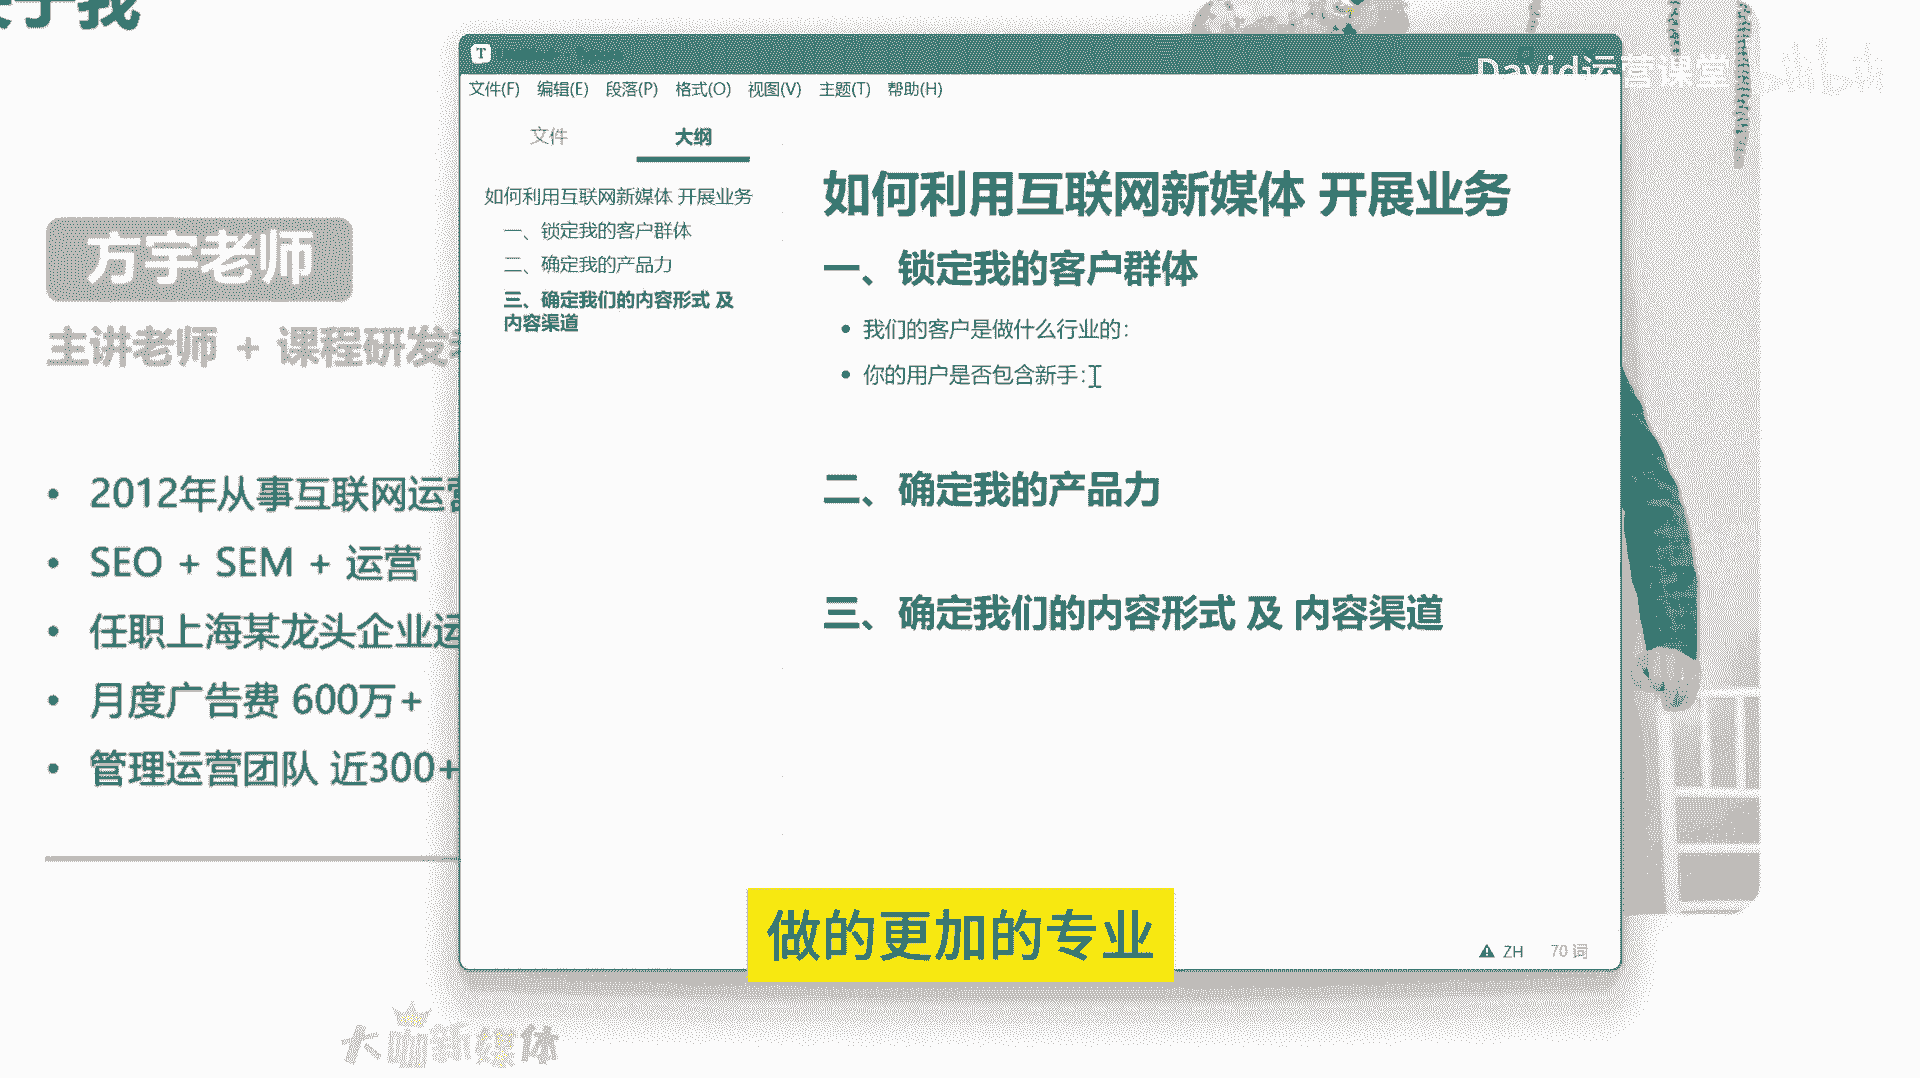 于我
方宇老师
主讲老师 + 课程研发
2012年从事互联网运营
SEO + SEM + 运营
任职上海某龙头企业运
月度广告费 600万+
管理运营团队 近300+
大咖新媒体
T
David运营课堂
bilibili
文件(F) 编辑(E) 段落(P) 格式(O) 视图(V) 主题(T) 帮助(H)
文件 大纲
如何利用互联网新媒体 开展业务
一、锁定我的客户群体
二、确定我的产品力
三、确定我们的内容形式 及
内容渠道
如何利用互联网新媒体 开展业务
一、锁定我的客户群体
• 我们的客户是做什么行业的:
• 你的用户是否包含新手:
二、确定我的产品力
三、确定我们的内容形式 及 内容渠道
ZH 70 词
做的更加的专业